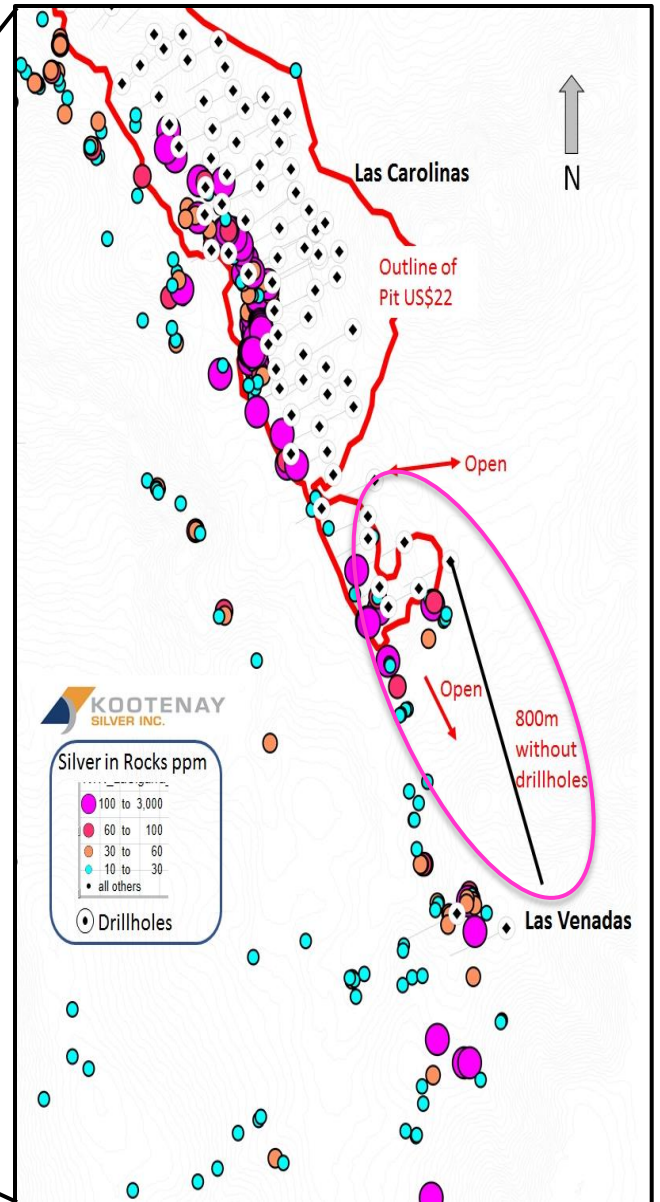 Las Carolinas
N
Outline of
Pit US$22
Open
KOOTENAY
SILVER INC.
Open
800m
without
drillholes
Silver in Rocks ppm
100 to 3,000
60 to 100
30 to 60
10 to 30
all others
Drillholes
Las Venadas